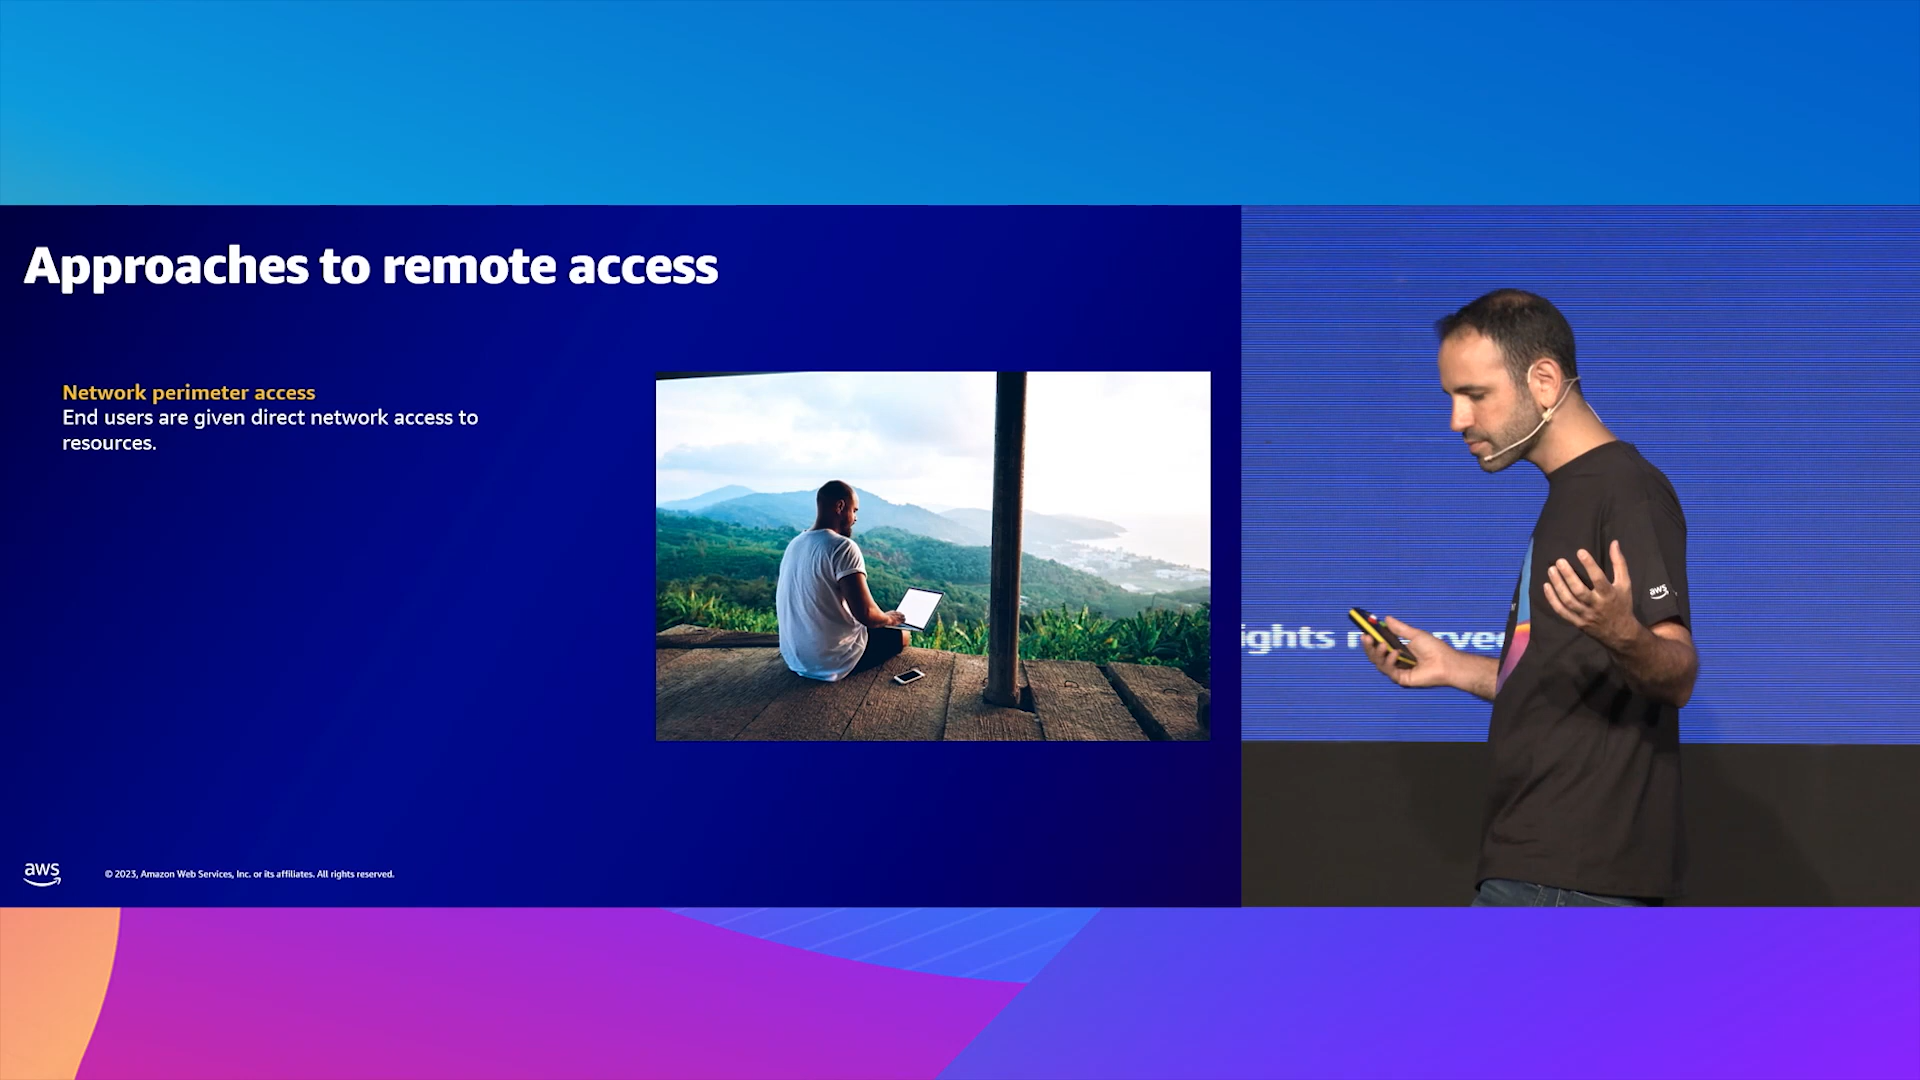 Approaches to remote access
Network perimeter access
End users are given direct network access to
resources.
aws
© 2023, Amazon Web Services, Inc. or its affiliates. All rights reserved.
aws